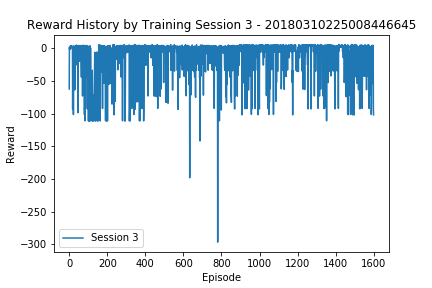 Reward History by Training Session 3 - 20180310225008446645
0
−50
−100
−150
−200
−250
−300
Reward
Session 3
0 200 400 600 800 1000 1200 1400 1600
Episode